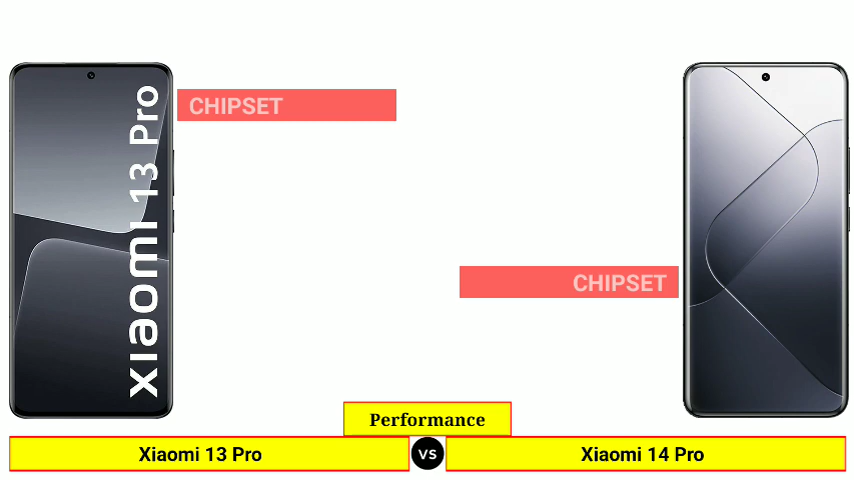 Xiaomi 13 Pro
CHIPSET
CHIPSET
Performance
Xiaomi 13 Pro
VS
Xiaomi 14 Pro